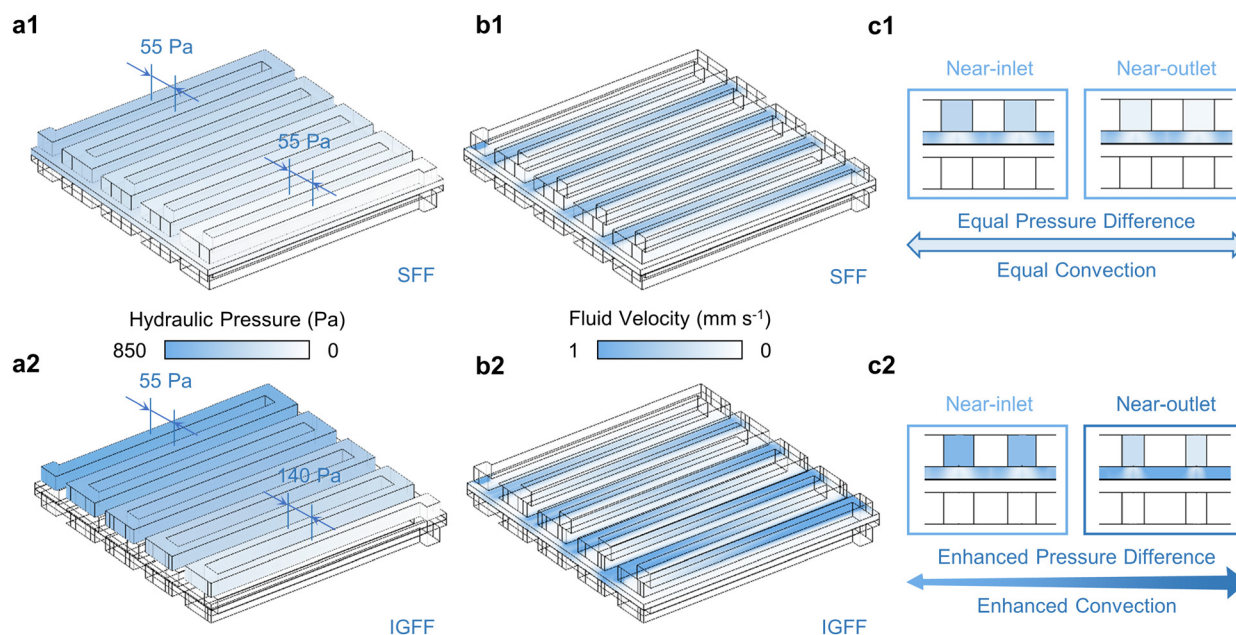 a1
55 Pa
55 Pa
SFF
b1
SFF
c1
Near-inlet
Near-outlet
Equal Pressure Difference
Equal Convection
Hydraulic Pressure (Pa)
850
0
Fluid Velocity (mm s⁻¹)
1
0
a2
55 Pa
140 Pa
IGFF
b2
IGFF
c2
Near-inlet
Near-outlet
Enhanced Pressure Difference
Enhanced Convection